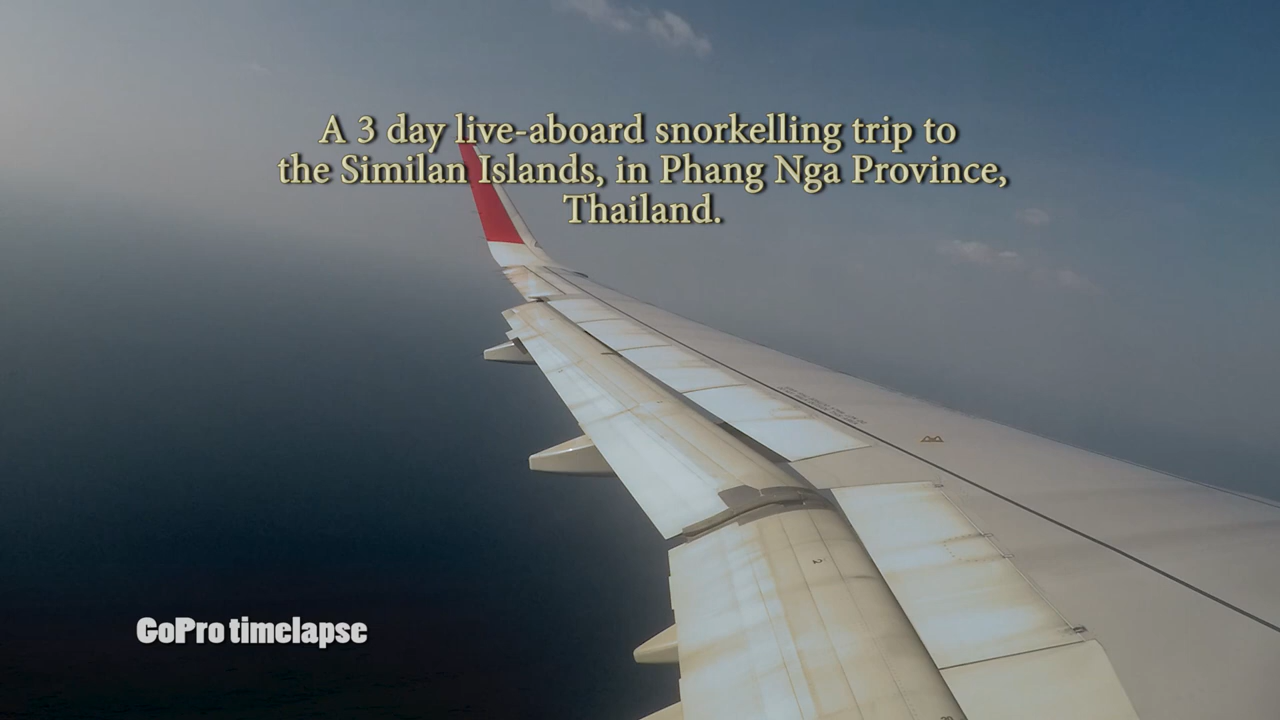 A 3 day live-aboard snorkelling trip to
the Similan Islands, in Phang Nga Province,
Thailand.
GoPro timelapse